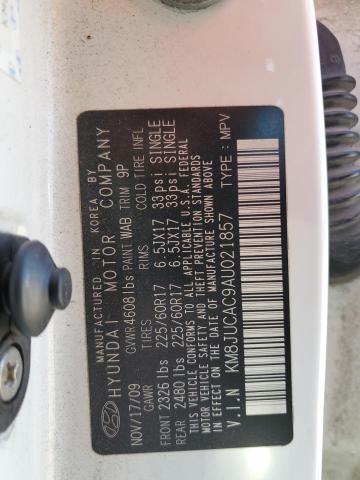 MANUFACTURED IN KOREA BY
HYUNDAI MOTOR COMPANY
NOV/17/09 GVWR 4608 lbs PAINT WAB TRIM 9P
GAWR TIRES RIMS COLD TIRE INFL
FRONT 2326 lbs 225/60R17 6.5JX17 33psi SINGLE
REAR 2480 lbs 225/60R17 6.5JX17 33psi SINGLE
THIS VEHICLE CONFORMS TO ALL APPLICABLE U.S. FEDERAL
MOTOR VEHICLE SAFETY AND THEFT PREVENTION STANDARDS
IN EFFECT ON THE DATE OF MANUFACTURE SHOWN ABOVE.
V.I.N KM8JUCAC9AU021857 TYPE : MPV